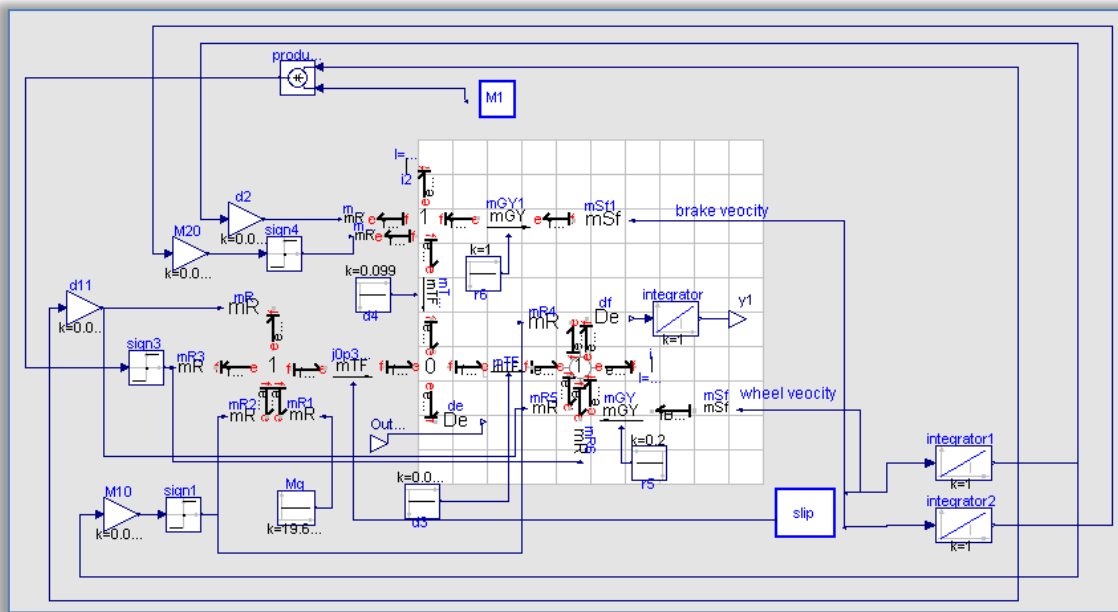 produ...
M1
l=...
i2
d2
k=0.0...
M20
k=0.0...
sign4
m
mR
e
f
1
mGY1
mGY
mSf1
mSf
brake veocity
k=1
r6
k=0.099
d4
mT...
mTF
d11
k=0.0...
mR
mR
mR4
mR
df
De
integrator
k=1
y1
sign3
mR3
mR
1
j0p3...
mTF
0
mTF
1
i
I
l=...
mR2
mR
mR1
de
De
mR5
mR
mGY
mGY
mSf
mSf
wheel veocity
Out...
mR6
mR
k=0.2
r5
integrator1
k=1
M10
k=0.0...
sign1
Mq
k=19.6...
k=0.0...
d3
slip
integrator2
k=1